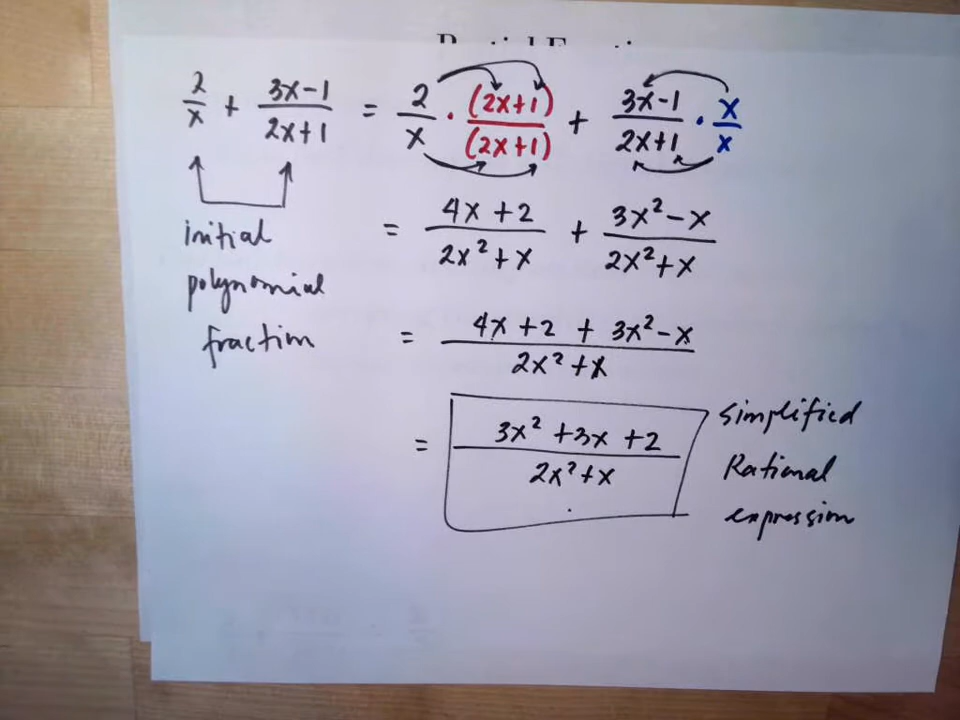 2/x + 3x-1/2x+1 = 2/x · (2x+1)/(2x+1) + 3x-1/2x+1 · x/x
initial
polynomial
fraction
= 4x+2/2x²+x + 3x²-x/2x²+x
= 4x+2 + 3x²-x/2x²+x
= 3x²+3x+2/2x²+x
simplified
Rational
expression